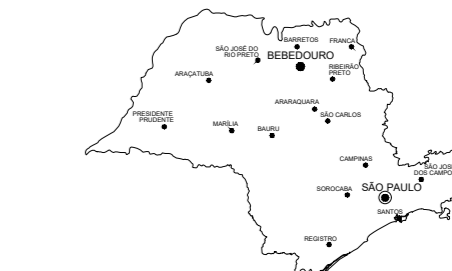 BARRETOS
FRANCA
SÃO JOSÉ DO
RIO PRETO
BEBEDOURO
RIBEIRÃO
PRETO
ARAÇATUBA
ARARAQUARA
SÃO CARLOS
PRESIDENTE
PRUDENTE
MARÍLIA
BAURU
CAMPINAS
SÃO JOSÉ
DOS CAMPO
SOROCABA
SÃO PAULO
SANTOS
REGISTRO